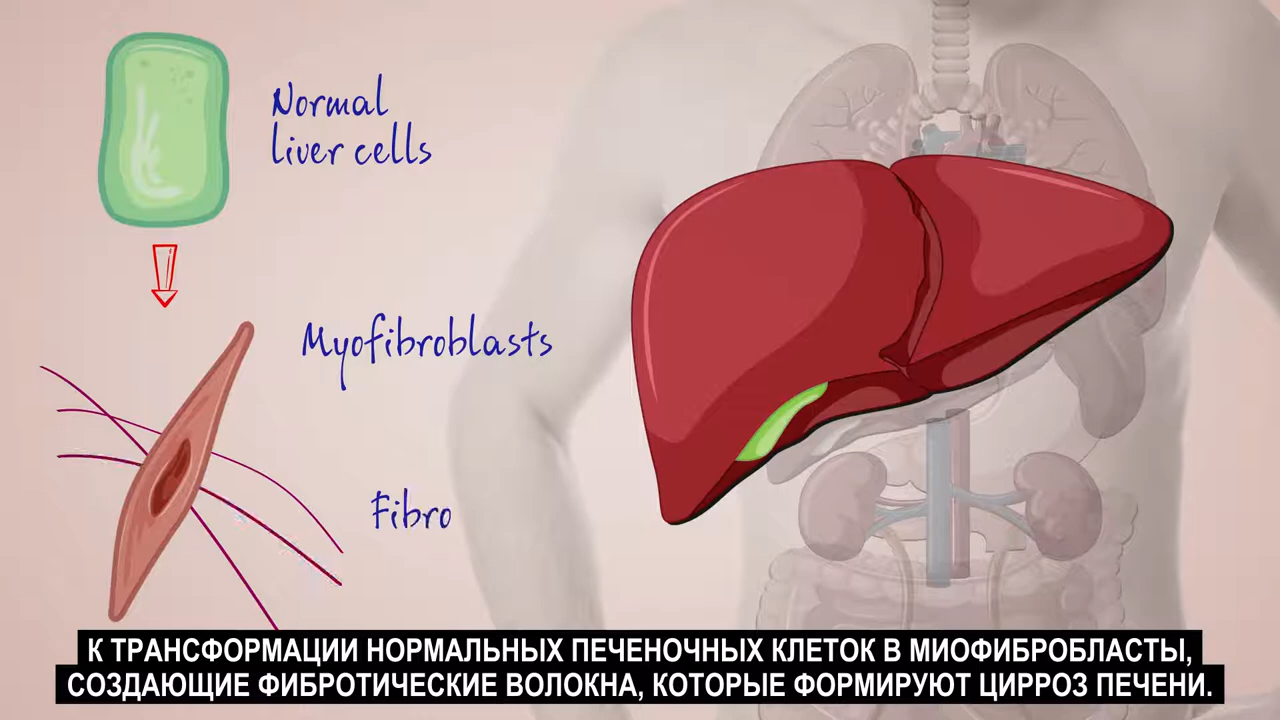 Normal
liver cells
Myofibroblasts
Fibro
К ТРАНСФОРМАЦИИ НОРМАЛЬНЫХ ПЕЧЕНОЧНЫХ КЛЕТОК В МИОФИБРОБЛАСТЫ,
СОЗДАЮЩИЕ ФИБРОТИЧЕСКИЕ ВОЛОКНА, КОТОРЫЕ ФОРМИРУЮТ ЦИРРОЗ ПЕЧЕНИ.